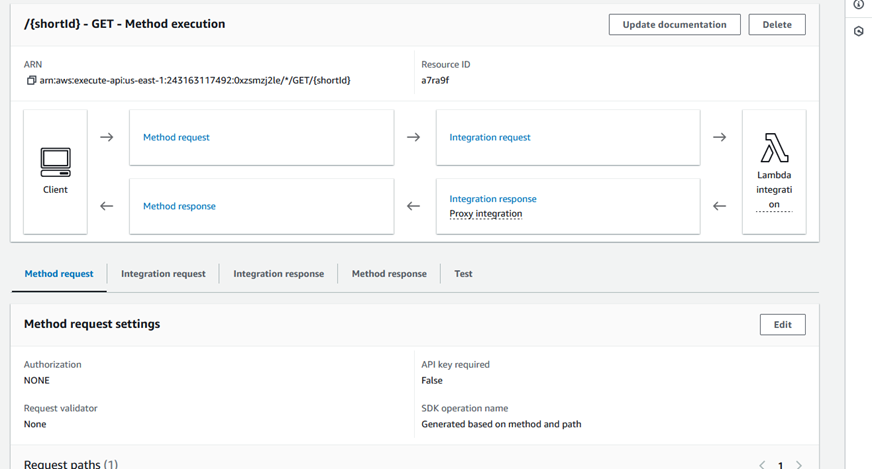 /{shortId} - GET - Method execution
Update documentation
Delete
ARN
arn:aws:execute-api:us-east-1:243163117492:0xzsmzj2le/*/GET/{shortId}
Resource ID
a7ra9f
Client
Method request
Integration request
Lambda
integrati
on
Method response
Integration response
Proxy integration
Method request
Integration request
Integration response
Method response
Test
Method request settings
Edit
Authorization
NONE
API key required
False
Request validator
None
SDK operation name
Generated based on method and path
Request paths (1)
1